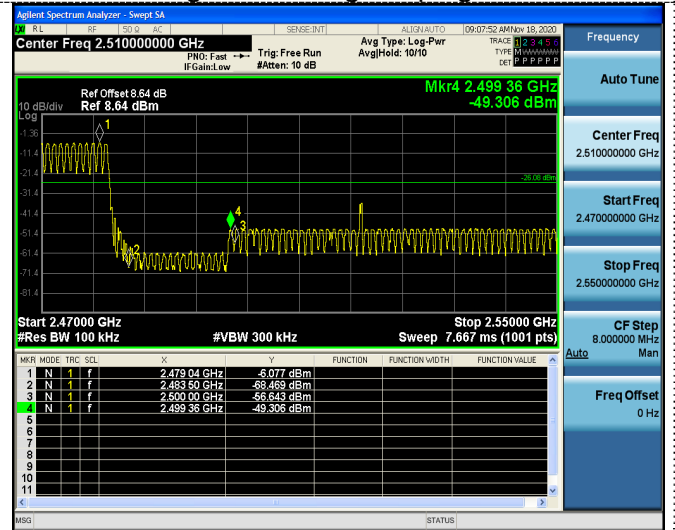 Agilent Spectrum Analyzer - Swept SA
LXI RL RF 50 Ω AC SENSE:INT ALIGNAUTO 09:07:52 AM Nov 18, 2020
Center Freq 2.510000000 GHz
PNO: Fast
IFGain:Low
Trig: Free Run
#Atten: 10 dB
Avg Type: Log-Pwr
Avg|Hold: 10/10
TRACE 1 2 3 4 5 6
TYPE M
DET P P P P P P
Mkr4 2.499 36 GHz
-49.306 dBm
Ref Offset 8.64 dB
10 dB/div Ref 8.64 dBm
Log
-1.36
-11.4
-21.4
-31.4
-41.4
-51.4
-61.4
-71.4
-81.4
1
2
3
4
-26.08 dBm
Start 2.47000 GHz Stop 2.55000 GHz
#Res BW 100 kHz #VBW 300 kHz Sweep 7.667 ms (1001 pts)
MKR MODE TRC SCL X Y FUNCTION FUNCTION WIDTH FUNCTION VALUE
1 N 1 f 2.479 04 GHz -6.077 dBm
2 N 1 f 2.483 50 GHz -68.469 dBm
3 N 1 f 2.500 00 GHz -56.643 dBm
4 N 1 f 2.499 36 GHz -49.306 dBm
5
6
7
8
9
10
11
MSG STATUS
Frequency
Auto Tune
Center Freq
2.510000000 GHz
Start Freq
2.470000000 GHz
Stop Freq
2.550000000 GHz
CF Step
8.000000 MHz
Auto Man
Freq Offset
0 Hz